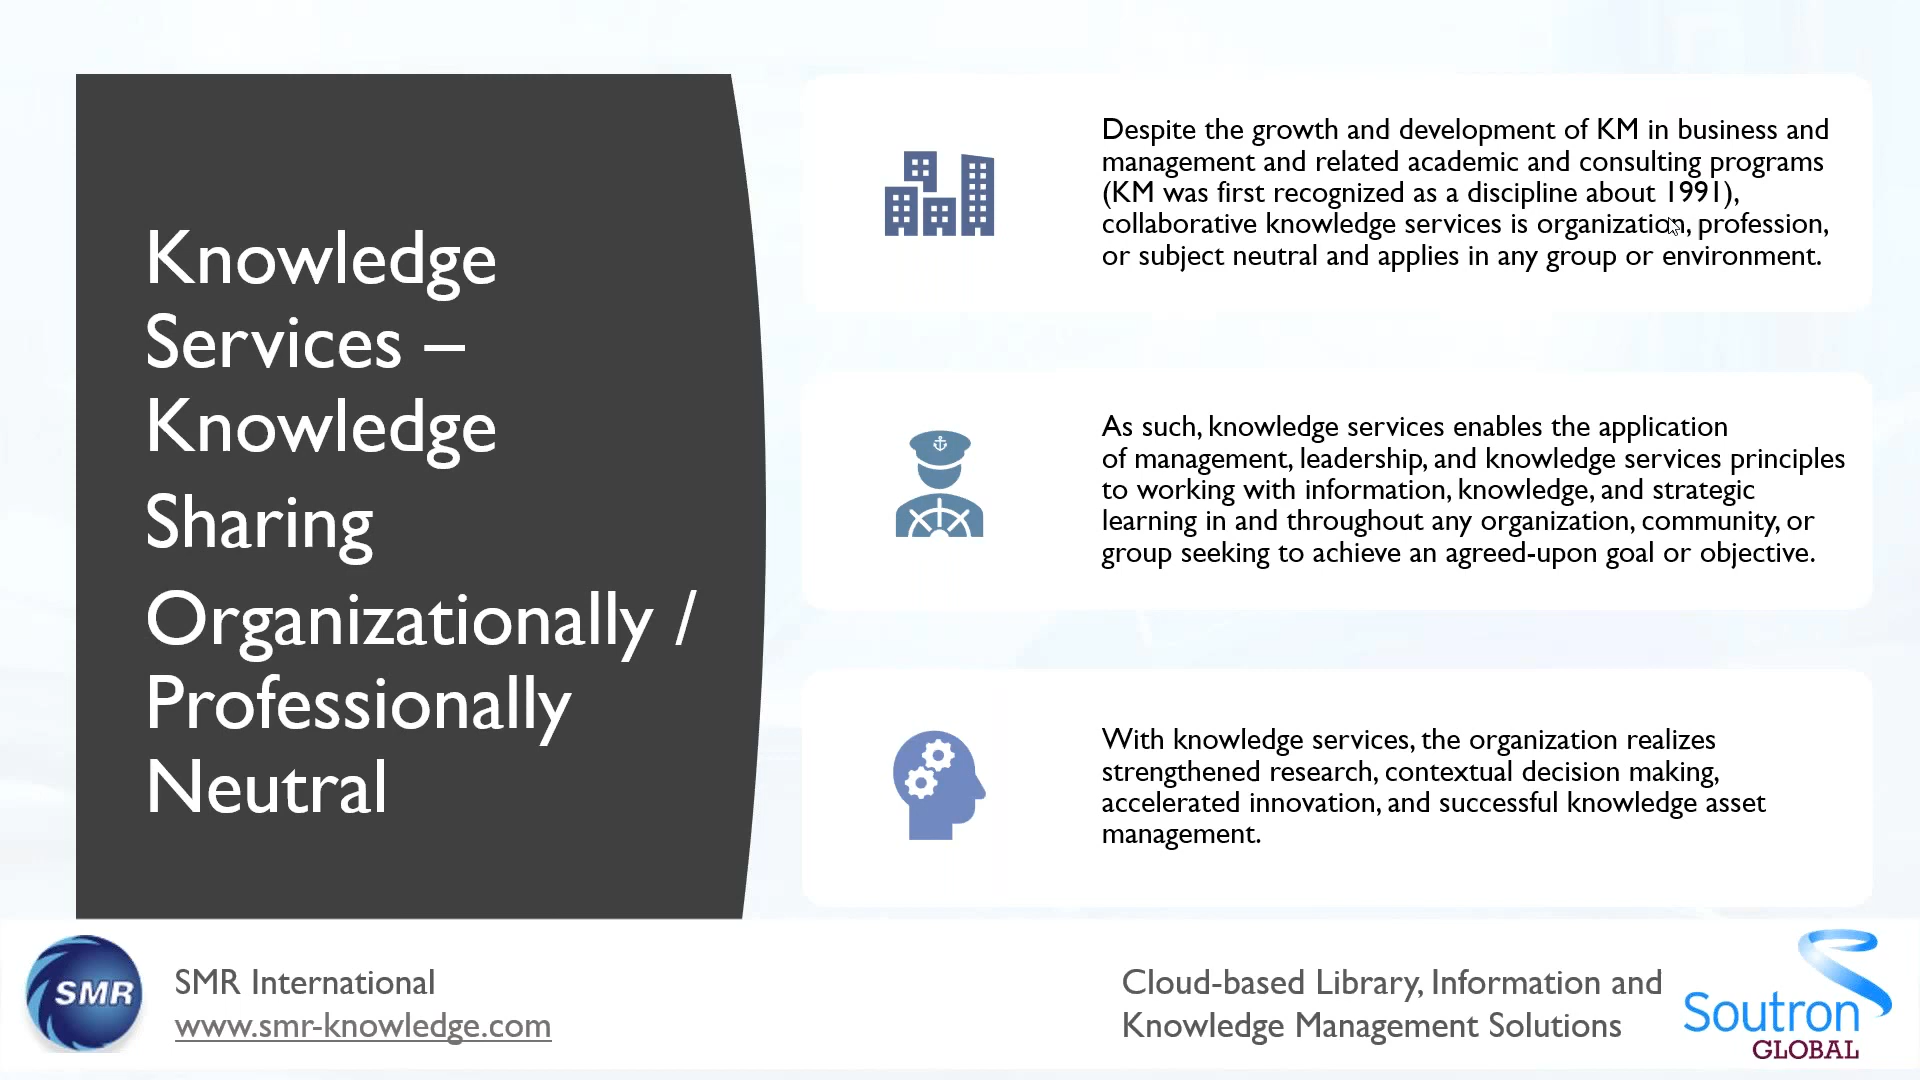 Knowledge
Services –
Knowledge
Sharing
Organizationally /
Professionally
Neutral
Despite the growth and development of KM in business and
management and related academic and consulting programs
(KM was first recognized as a discipline about 1991),
collaborative knowledge services is organization, profession,
or subject neutral and applies in any group or environment.
As such, knowledge services enables the application
of management, leadership, and knowledge services principles
to working with information, knowledge, and strategic
learning in and throughout any organization, community, or
group seeking to achieve an agreed-upon goal or objective.
With knowledge services, the organization realizes
strengthened research, contextual decision making,
accelerated innovation, and successful knowledge asset
management.
SMR
SMR International
www.smr-knowledge.com
Cloud-based Library, Information and
Knowledge Management Solutions
Soutron
GLOBAL